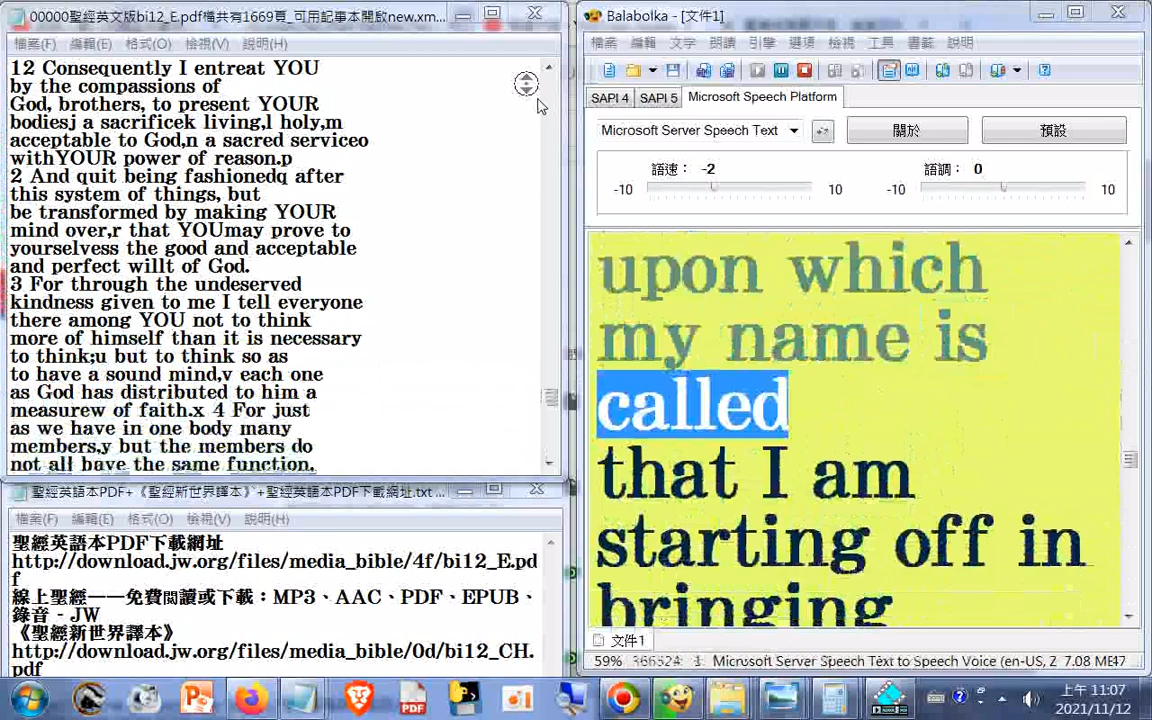 00000聖經英文版bi12_E.pdf檔共有1669頁_可用記事本開啟new.xm...
檔案(F) 編輯(E) 格式(O) 檢視(V) 說明(H)
12 Consequently I entreat YOU
by the compassions of
God, brothers, to present YOUR
bodiesj a sacrificek living,l holy,m
acceptable to God,n a sacred serviceo
withYOUR power of reason.p
2 And quit being fashionedq after
this system of things, but
be transformed by making YOUR
mind over,r that YOUmay prove to
yourselvess the good and acceptable
and perfect willt of God.
3 For through the undeserved
kindness given to me I tell everyone
there among YOU not to think
more of himself than it is necessary
to think;u but to think so as
to have a sound mind,v each one
as God has distributed to him a
measurew of faith.x 4 For just
as we have in one body many
members,y but the members do
not all have the same function,
聖經英語本PDF+《聖經新世界譯本》+聖經英語本PDF下載網址.txt ...
檔案(F) 編輯(E) 格式(O) 檢視(V) 說明(H)
聖經英語本PDF下載網址
http://download.jw.org/files/media_bible/4f/bi12_E.pd
f
線上聖經——免費閱讀或下載：MP3、AAC、PDF、EPUB、
錄音 - JW
《聖經新世界譯本》
http://download.jw.org/files/media_bible/0d/bi12_CH.
pdf
Balabolka - [文件1]
檔案 編輯 文字 朗讀 引擎 選項 檢視 工具 書籤 說明
SAPI 4 SAPI 5 Microsoft Speech Platform
Microsoft Server Speech Text 關於 預設
語速： -2 語調： 0
-10 10 -10 10
upon which
my name is
called
that I am
starting off in
bringing
文件1
59% 366324 Microsoft Server Speech Text to Speech Voice (en-US, Z 7.08 ME47
上午 11:07
2021/11/12